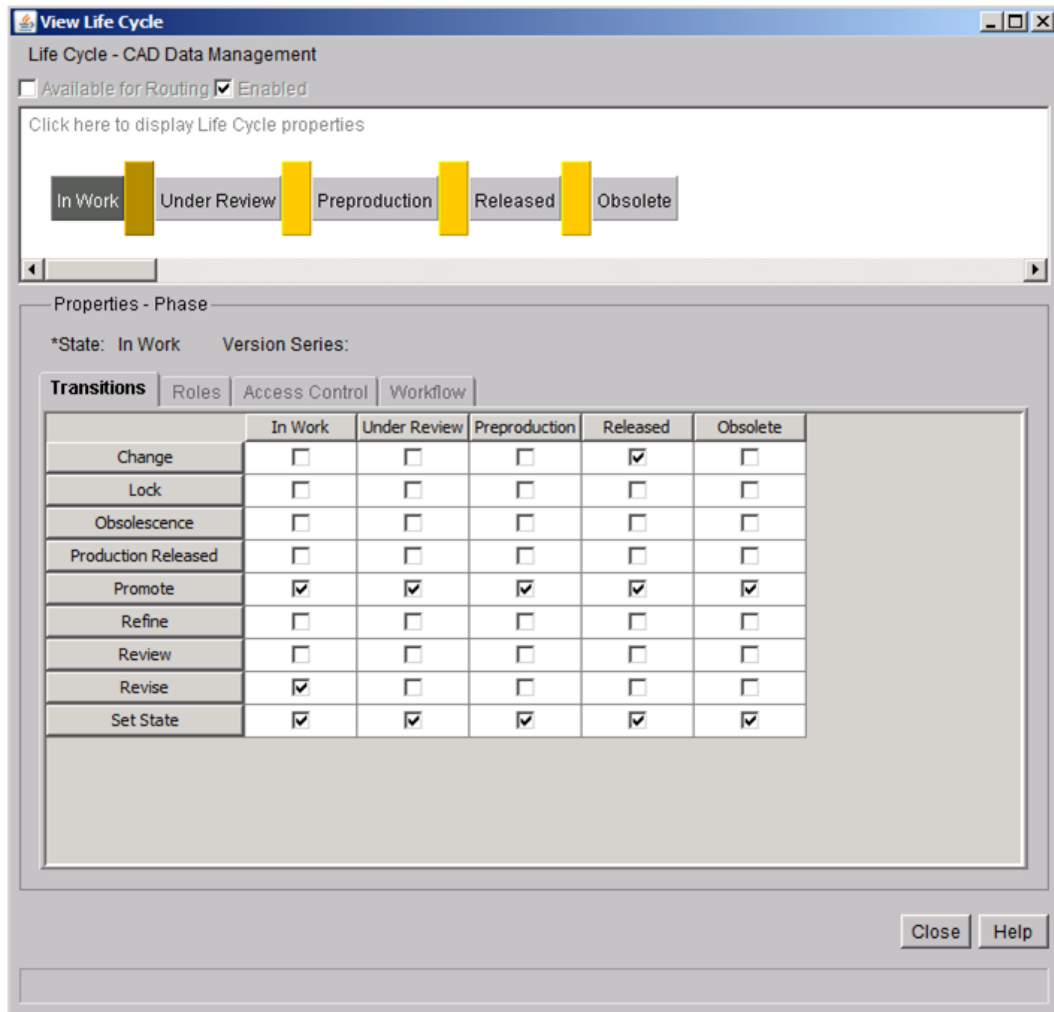 View Life Cycle
Life Cycle - CAD Data Management
Available for Routing Enabled
Click here to display Life Cycle properties
In Work Under Review Preproduction Released Obsolete
Properties - Phase
*State: In Work Version Series:
Transitions Roles Access Control Workflow
In Work Under Review Preproduction Released Obsolete
Change
Lock
Obsolescence
Production Released
Promote
Refine
Review
Revise
Set State
Close Help